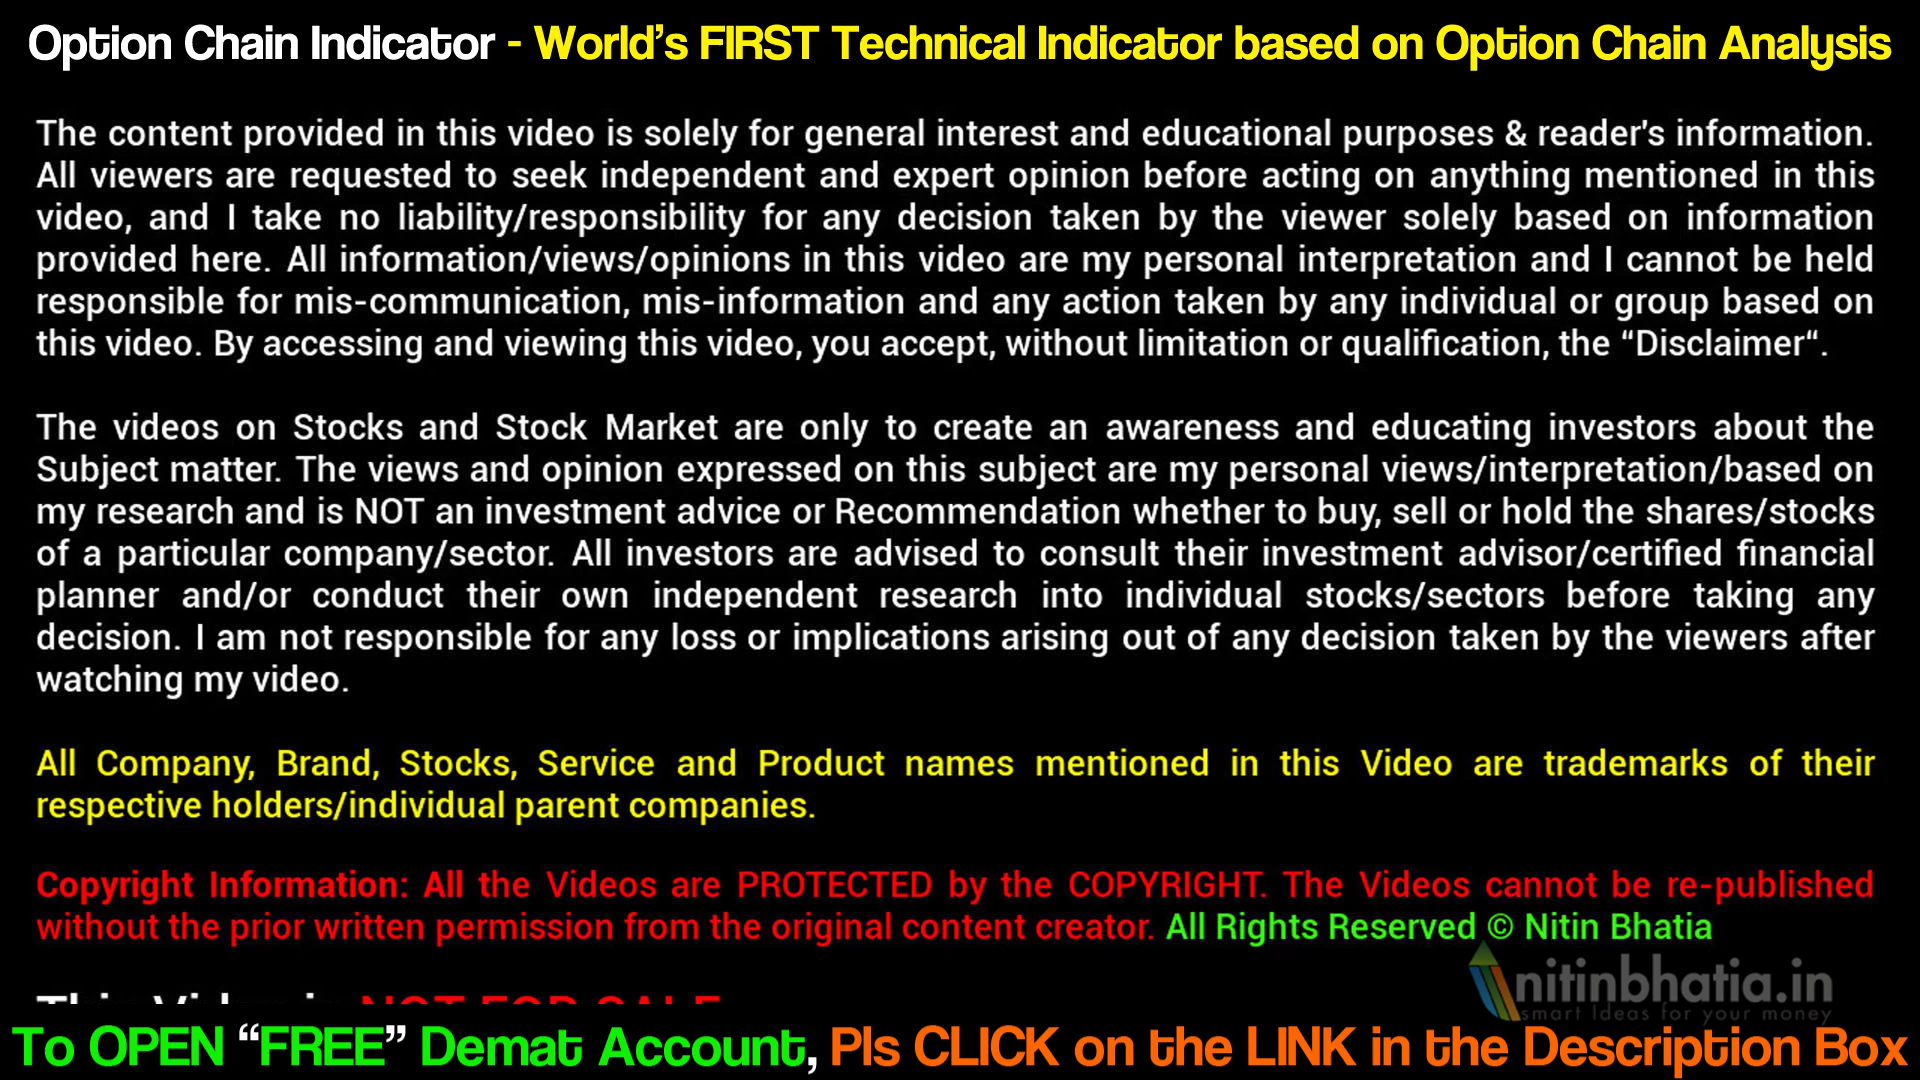 Option Chain Indicator - World's FIRST Technical Indicator based on Option Chain Analysis
The content provided in this video is solely for general interest and educational purposes & reader's information.
All viewers are requested to seek independent and expert opinion before acting on anything mentioned in this
video, and I take no liability/responsibility for any decision taken by the viewer solely based on information
provided here. All information/views/opinions in this video are my personal interpretation and I cannot be held
responsible for mis-communication, mis-information and any action taken by any individual or group based on
this video. By accessing and viewing this video, you accept, without limitation or qualification, the “Disclaimer“.
The videos on Stocks and Stock Market are only to create an awareness and educating investors about the
Subject matter. The views and opinion expressed on this subject are my personal views/interpretation/based on
my research and is NOT an investment advice or Recommendation whether to buy, sell or hold the shares/stocks
of a particular company/sector. All investors are advised to consult their investment advisor/certified financial
planner and/or conduct their own independent research into individual stocks/sectors before taking any
decision. I am not responsible for any loss or implications arising out of any decision taken by the viewers after
watching my video.
All Company, Brand, Stocks, Service and Product names mentioned in this Video are trademarks of their
respective holders/individual parent companies.
Copyright Information: All the Videos are PROTECTED by the COPYRIGHT. The Videos cannot be re-published
without the prior written permission from the original content creator. All Rights Reserved © Nitin Bhatia
nitinbhatia.in
smart Ideas for your money
This Video is NOT FOR SALE
To OPEN “FREE” Demat Account, Pls CLICK on the LINK in the Description Box